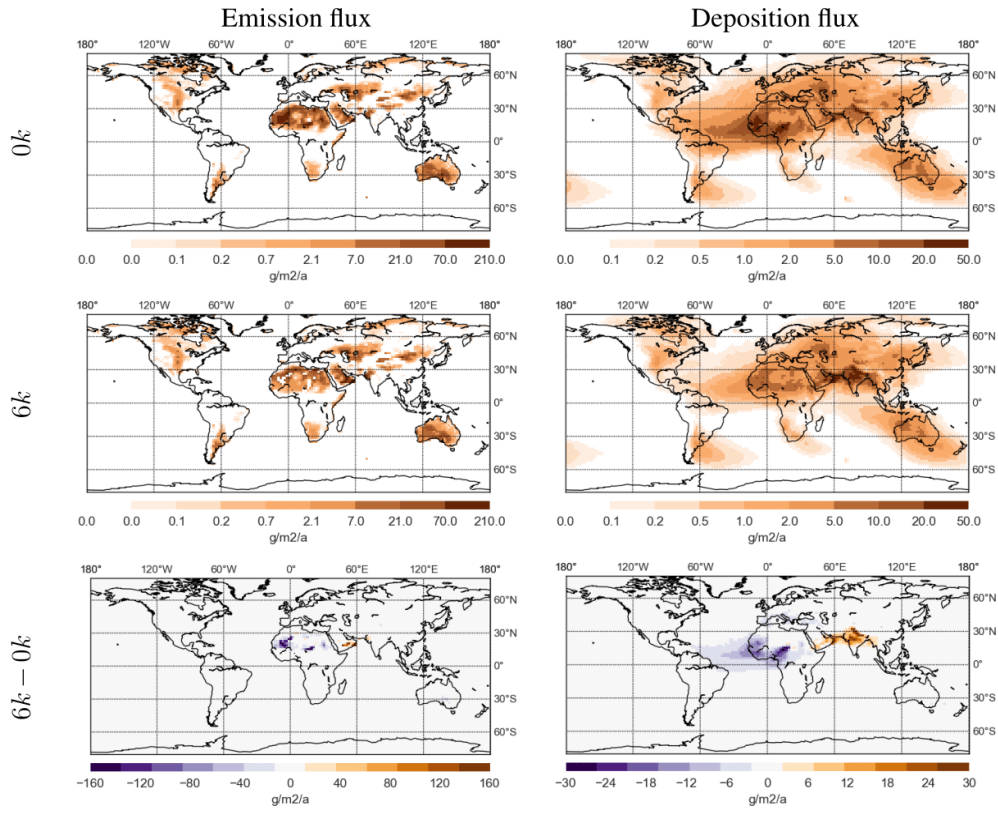 Emission flux Deposition flux
180° 120°W 60°W 0° 60°E 120°E 180° 180° 120°W 60°W 0° 60°E 120°E 180°
60°N 60°N
30°N 30°N
0k 0° 0°
30°S 30°S
60°S 60°S
0.0 0.0 0.1 0.2 0.7 2.1 7.0 21.0 70.0 210.0 0.0 0.1 0.2 0.5 1.0 2.0 5.0 10.0 20.0 50.0
g/m2/a g/m2/a
180° 120°W 60°W 0° 60°E 120°E 180° 180° 120°W 60°W 0° 60°E 120°E 180°
60°N 60°N
30°N 30°N
6k 0° 0°
30°S 30°S
60°S 60°S
0.0 0.0 0.1 0.2 0.7 2.1 7.0 21.0 70.0 210.0 0.0 0.1 0.2 0.5 1.0 2.0 5.0 10.0 20.0 50.0
g/m2/a g/m2/a
180° 120°W 60°W 0° 60°E 120°E 180° 180° 120°W 60°W 0° 60°E 120°E 180°
60°N 60°N
30°N 30°N
6k − 0k 0° 0°
30°S 30°S
60°S 60°S
−160 −120 −80 −40 0 40 80 120 160 −30 −24 −18 −12 −6 0 6 12 18 24 30
g/m2/a g/m2/a